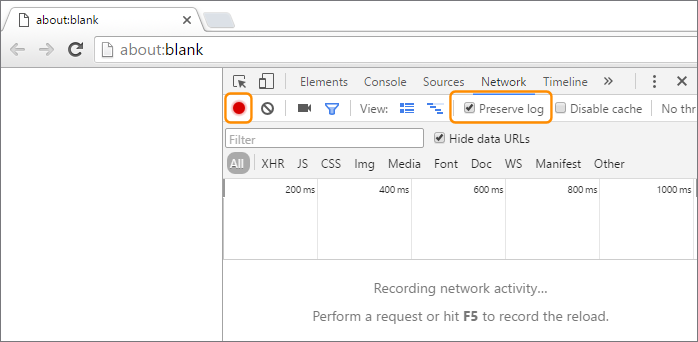 about:blank
about:blank
Elements Console Sources Network Timeline »
View: Preserve log Disable cache No thr
Filter Hide data URLs
All XHR JS CSS Img Media Font Doc WS Manifest Other
200 ms 400 ms 600 ms 800 ms 1000 ms
Recording network activity...
Perform a request or hit F5 to record the reload.